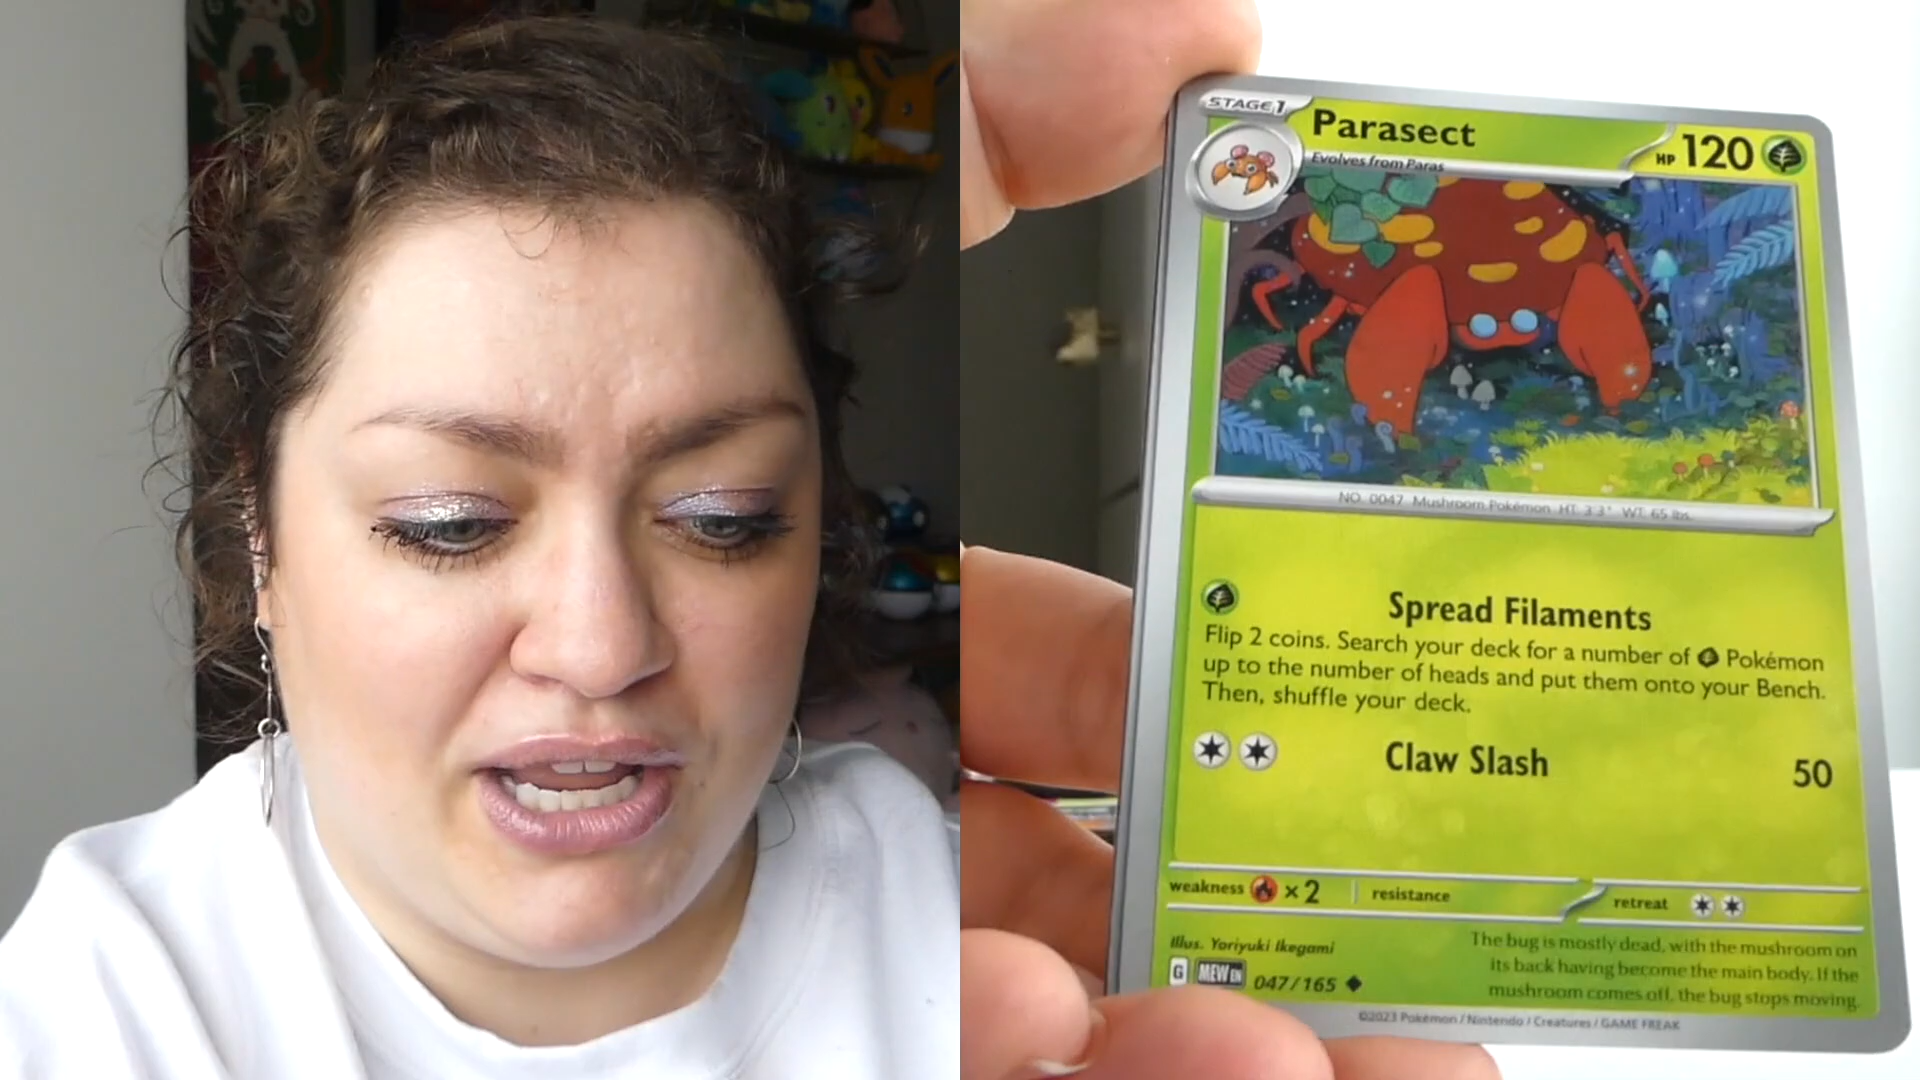 STAGE1
Parasect
HP 120
Evolves from Paras
NO. 0047 Mushroom Pokémon HT: 3'3" WT: 65 lbs.
Spread Filaments
Flip 2 coins. Search your deck for a number of Pokémon
up to the number of heads and put them onto your Bench.
Then, shuffle your deck.
Claw Slash 50
weakness ×2 resistance retreat
Illus. Yoriyuki Ikegami
G MEW EN 047/165
The bug is mostly dead, with the mushroom on
its back having become the main body. If the
mushroom comes off, the bug stops moving.
©2023 Pokémon / Nintendo / Creatures / GAME FREAK